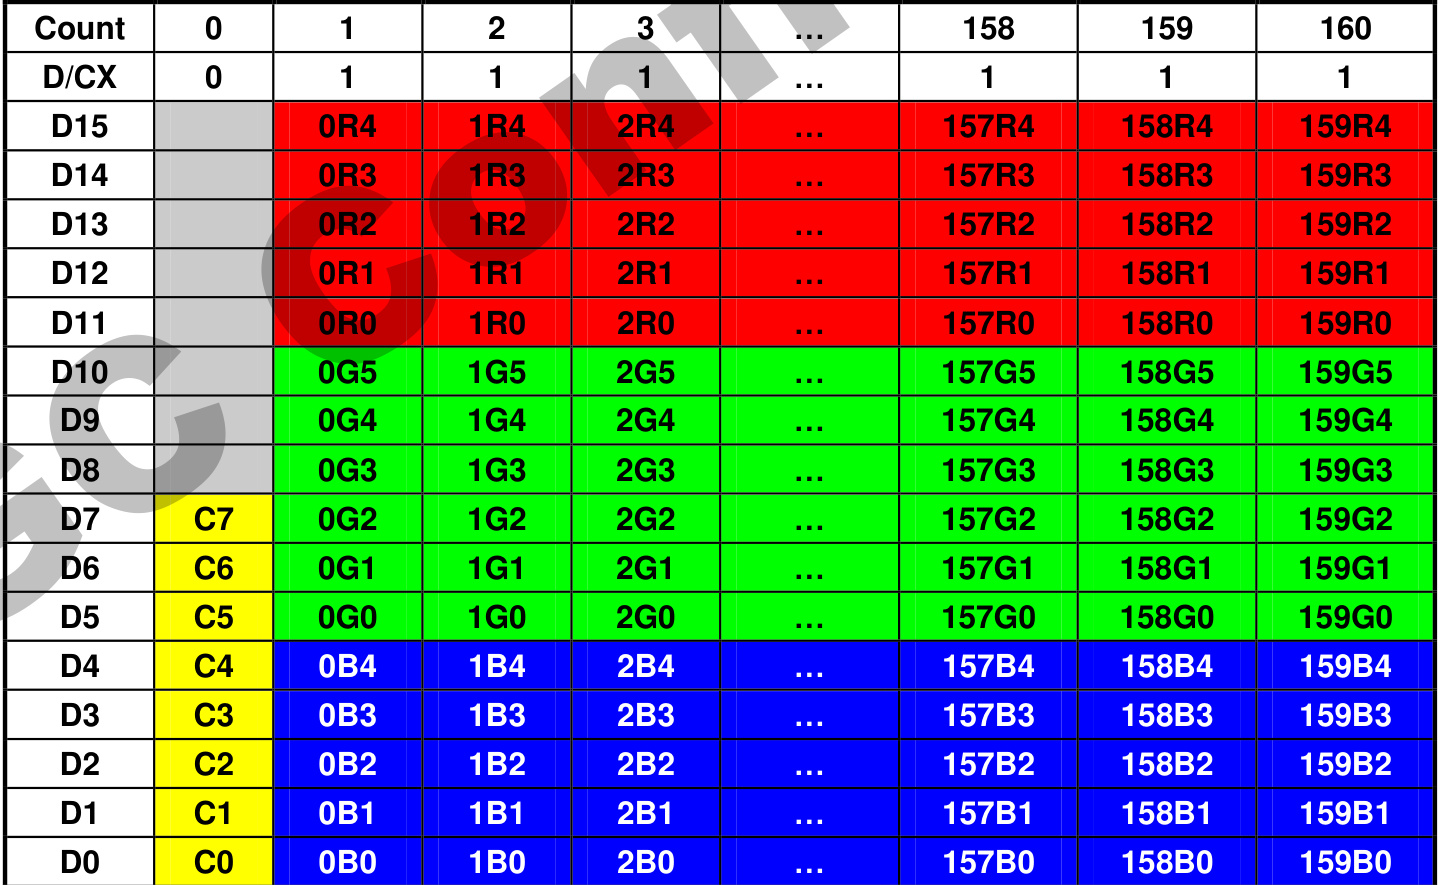 Count 0 1 2 3 ... 158 159 160
D/CX 0 1 1 1 ... 1 1 1
D15 0R4 1R4 2R4 ... 157R4 158R4 159R4
D14 0R3 1R3 2R3 ... 157R3 158R3 159R3
D13 0R2 1R2 2R2 ... 157R2 158R2 159R2
D12 0R1 1R1 2R1 ... 157R1 158R1 159R1
D11 0R0 1R0 2R0 ... 157R0 158R0 159R0
D10 0G5 1G5 2G5 ... 157G5 158G5 159G5
D9 0G4 1G4 2G4 ... 157G4 158G4 159G4
D8 0G3 1G3 2G3 ... 157G3 158G3 159G3
D7 C7 0G2 1G2 2G2 ... 157G2 158G2 159G2
D6 C6 0G1 1G1 2G1 ... 157G1 158G1 159G1
D5 C5 0G0 1G0 2G0 ... 157G0 158G0 159G0
D4 C4 0B4 1B4 2B4 ... 157B4 158B4 159B4
D3 C3 0B3 1B3 2B3 ... 157B3 158B3 159B3
D2 C2 0B2 1B2 2B2 ... 157B2 158B2 159B2
D1 C1 0B1 1B1 2B1 ... 157B1 158B1 159B1
D0 C0 0B0 1B0 2B0 ... 157B0 158B0 159B0